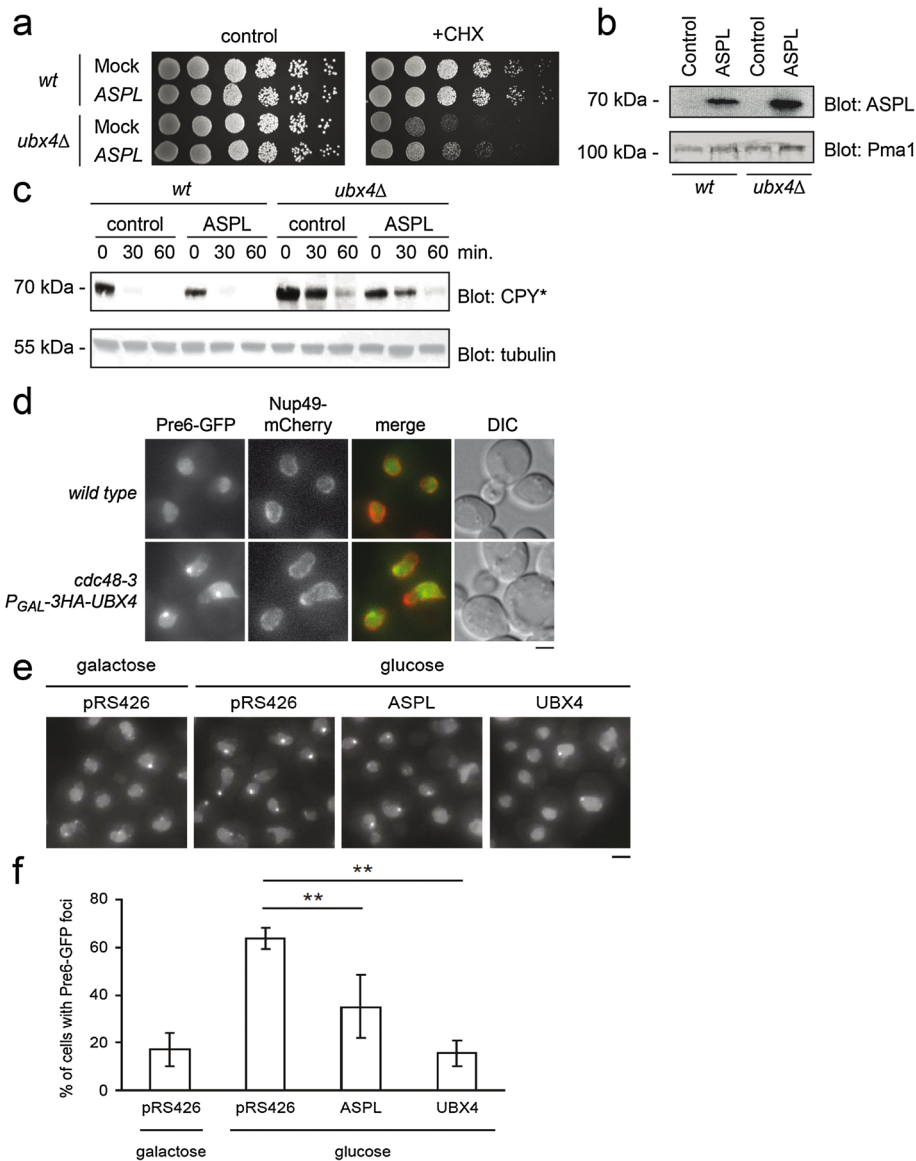 a
control
+CHX
wt
Mock
ASPL
ubx4Δ
Mock
ASPL
b
Control
ASPL
Control
ASPL
70 kDa -
Blot: ASPL
100 kDa -
Blot: Pma1
wt
ubx4Δ
c
wt
ubx4Δ
control
ASPL
control
ASPL
0 30 60 0 30 60 0 30 60 0 30 60 min.
70 kDa -
Blot: CPY*
55 kDa -
Blot: tubulin
d
Pre6-GFP
Nup49-
mCherry
merge
DIC
wild type
cdc48-3
PGAL-3HA-UBX4
e
galactose
glucose
pRS426
pRS426
ASPL
UBX4
f
% of cells with Pre6-GFP foci
80
60
40
20
0
**
**
pRS426
pRS426
ASPL
UBX4
galactose
glucose